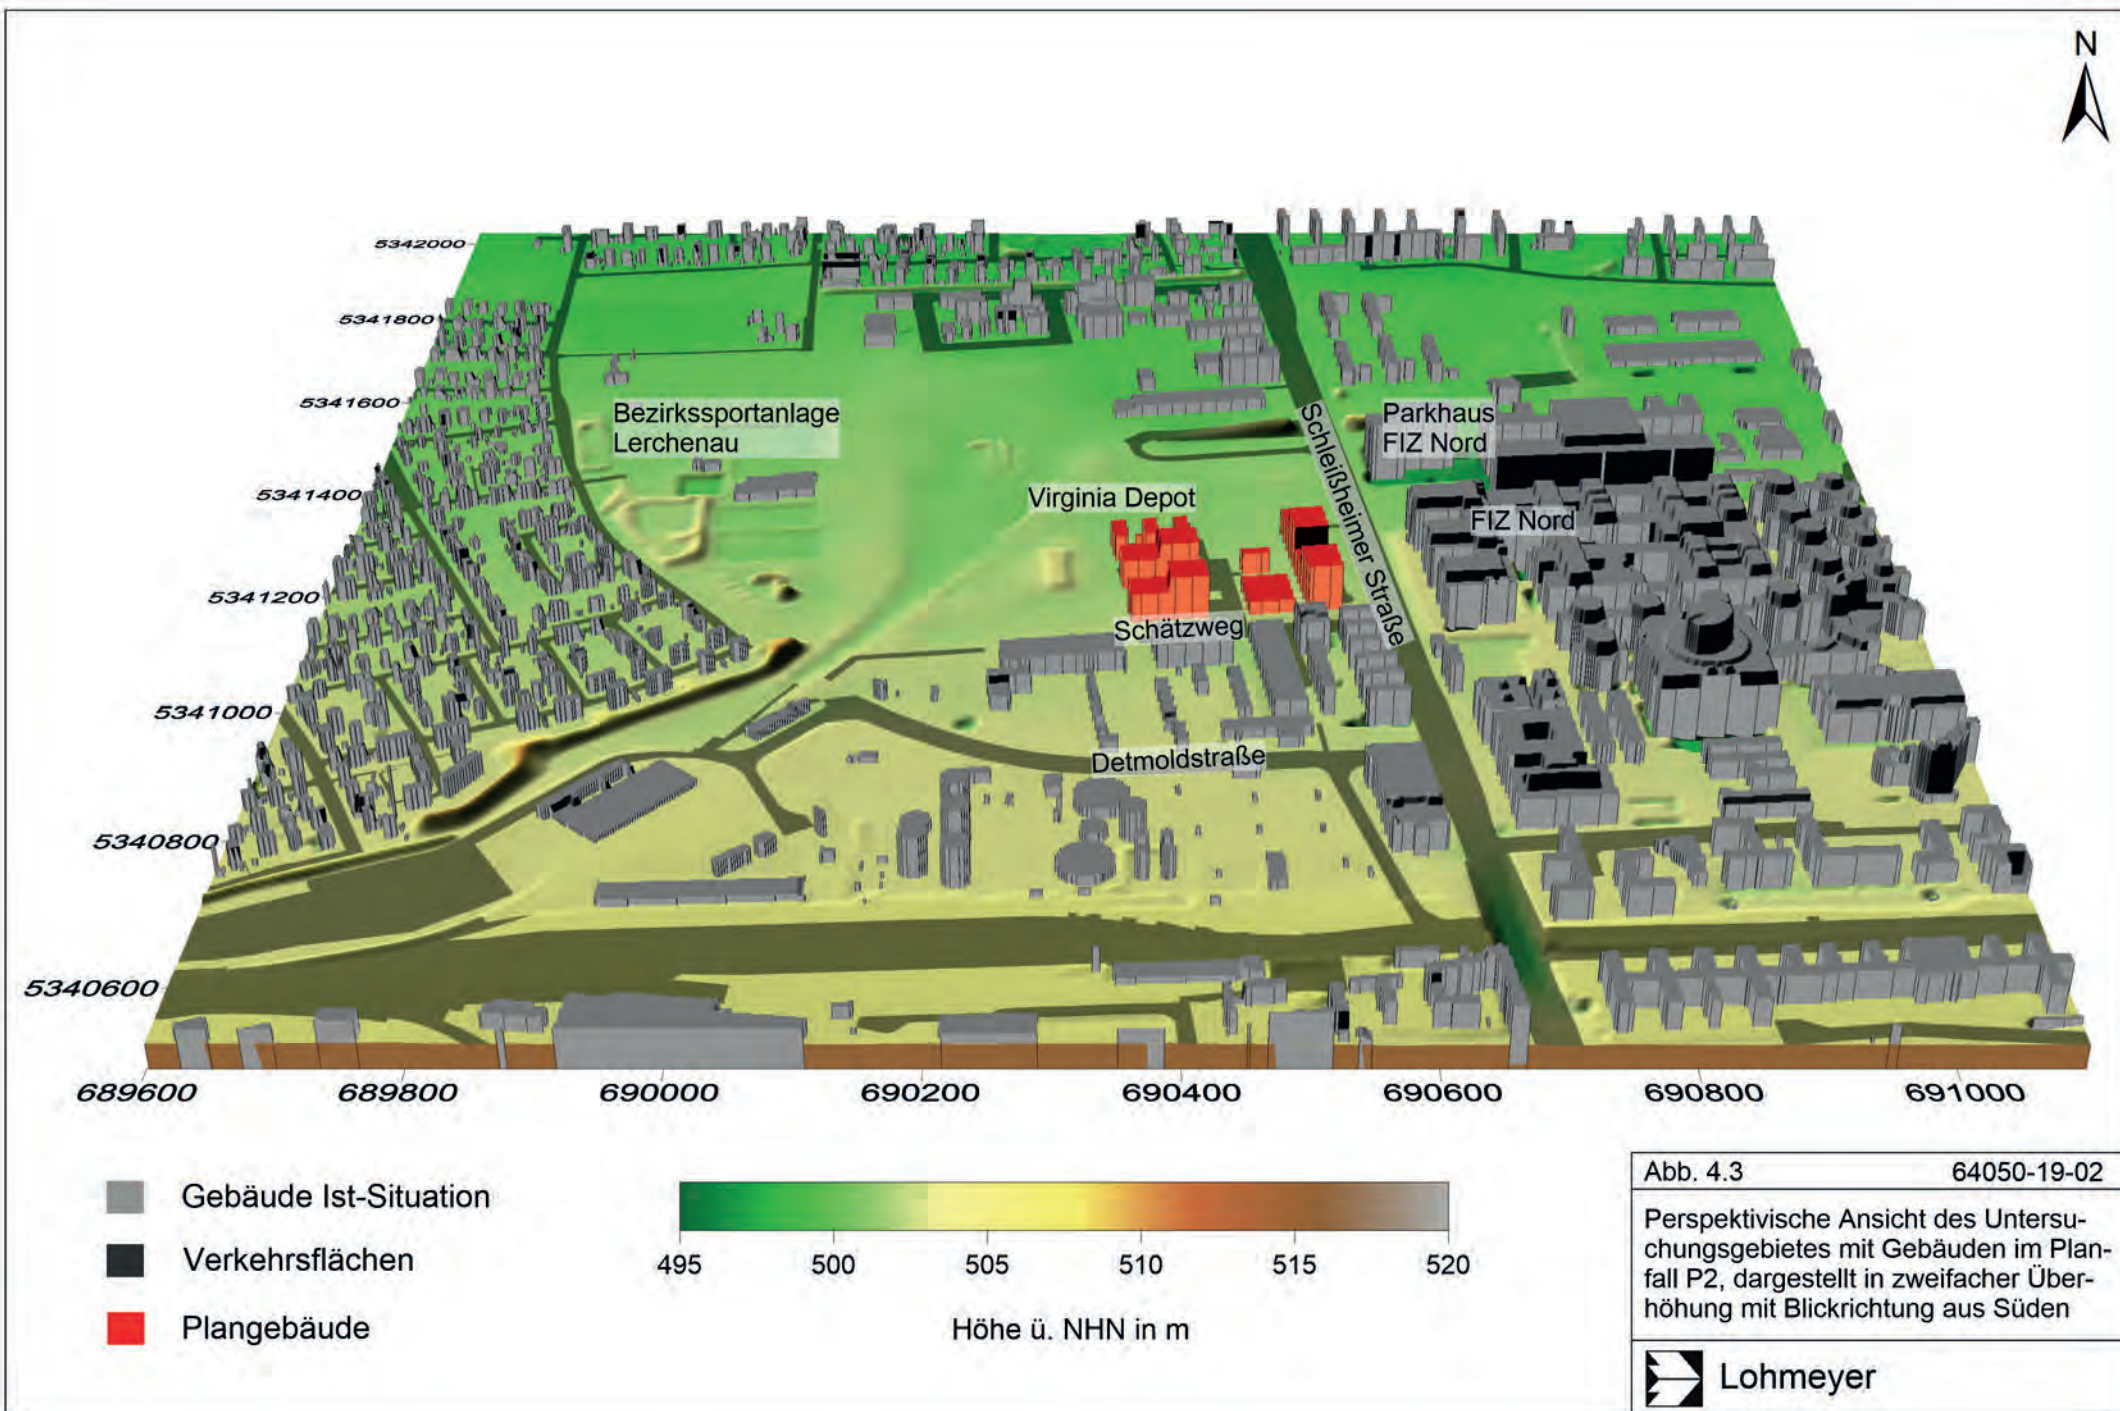 N
5342000
5341800
5341600
5341400
5341200
5341000
5340800
5340600
Bezirkssportanlage
Lerchenau
Parkhaus
FIZ Nord
Schleißheimer Straße
Virginia Depot
FIZ Nord
Schätzweg
Detmoldstraße
689600 689800 690000 690200 690400 690600 690800 691000
Gebäude Ist-Situation
Verkehrsflächen
Plangebäude
495 500 505 510 515 520
Höhe ü. NHN in m
Abb. 4.3 64050-19-02
Perspektivische Ansicht des Untersu-
chungsgebietes mit Gebäuden im Plan-
fall P2, dargestellt in zweifacher Über-
höhung mit Blickrichtung aus Süden
Lohmeyer